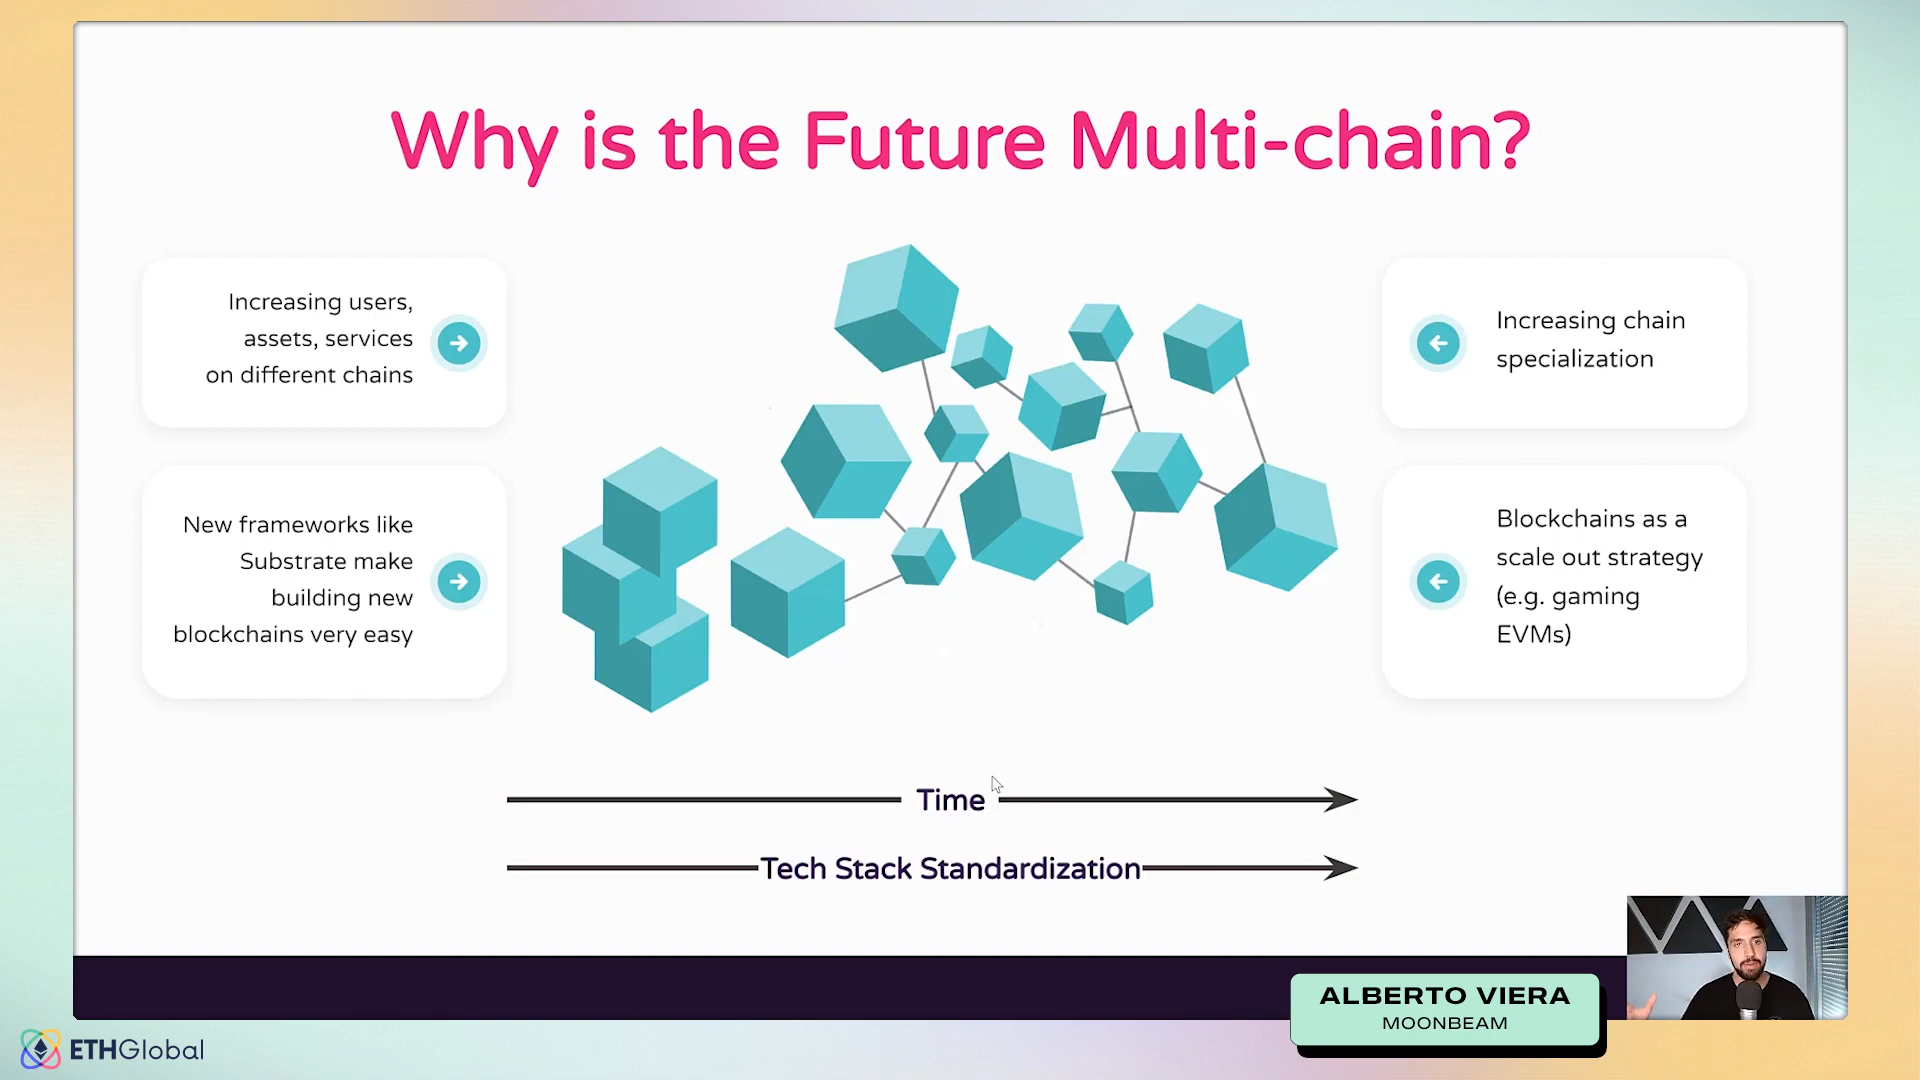 Why is the Future Multi-chain?
Increasing users,
assets, services
on different chains
New frameworks like
Substrate make
building new
blockchains very easy
Increasing chain
specialization
Blockchains as a
scale out strategy
(e.g. gaming
EVMs)
Time
Tech Stack Standardization
ALBERTO VIERA
MOONBEAM
ETHGlobal